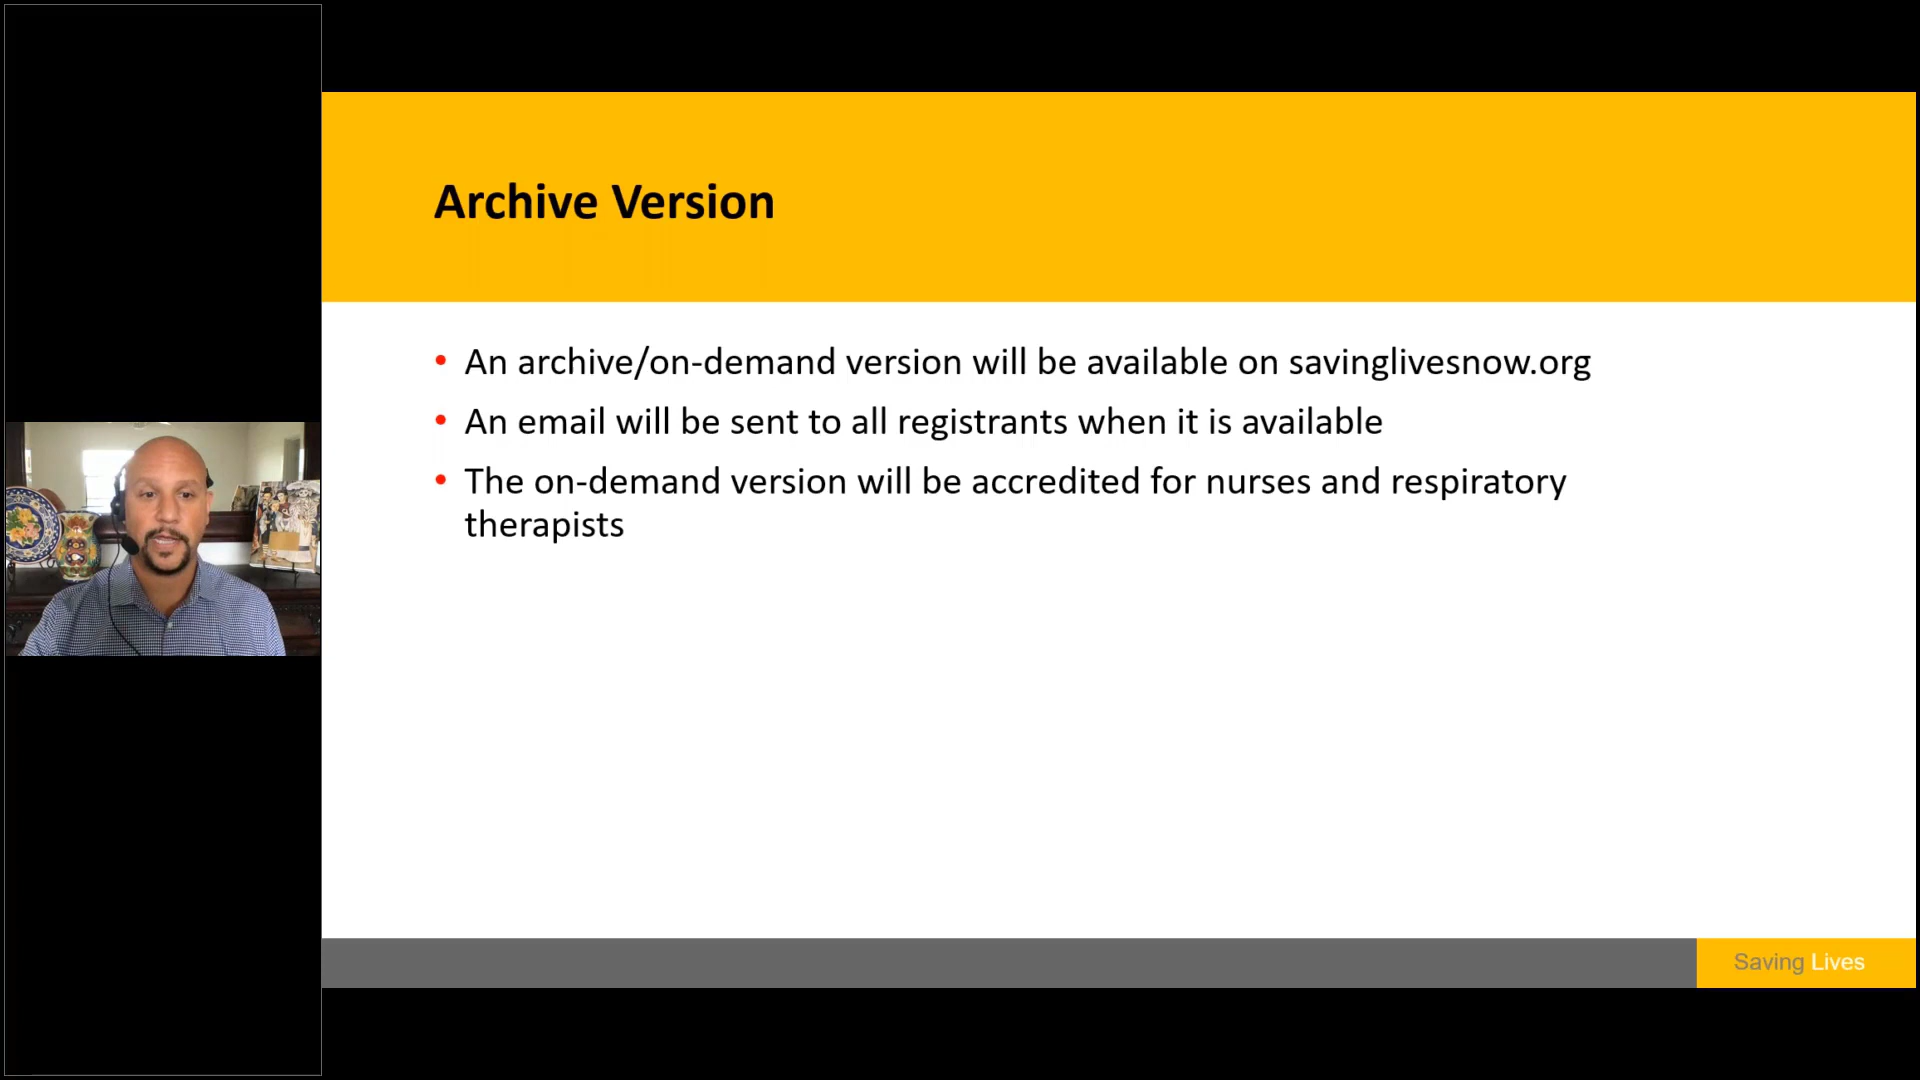 Archive Version
• An archive/on-demand version will be available on savinglivesnow.org
• An email will be sent to all registrants when it is available
• The on-demand version will be accredited for nurses and respiratory
therapists
Saving Lives